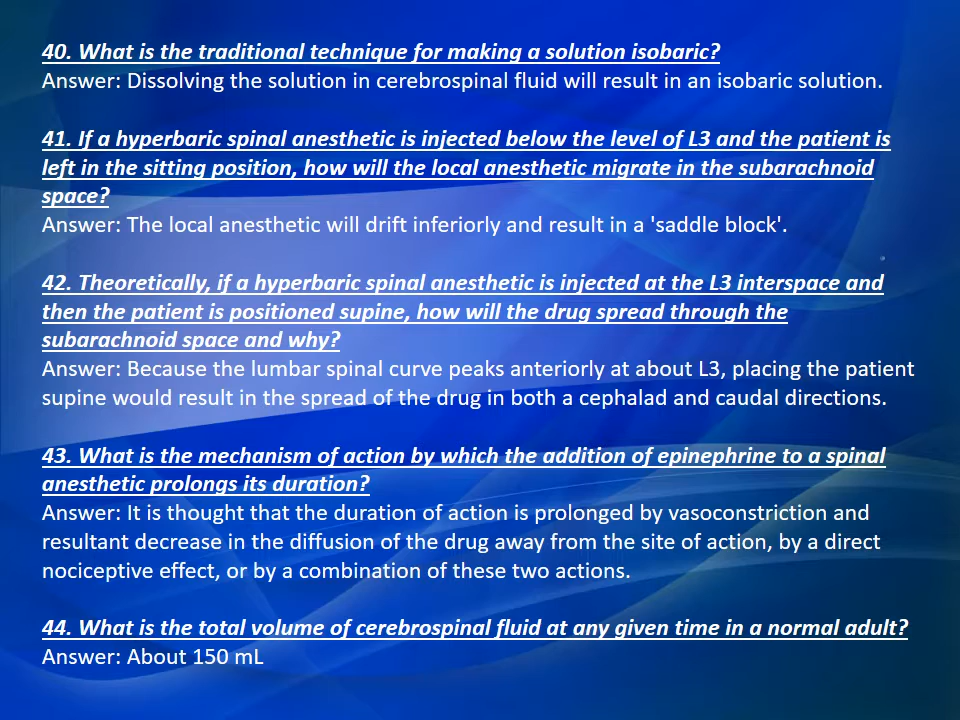 40. What is the traditional technique for making a solution isobaric?
Answer: Dissolving the solution in cerebrospinal fluid will result in an isobaric solution.
41. If a hyperbaric spinal anesthetic is injected below the level of L3 and the patient is
left in the sitting position, how will the local anesthetic migrate in the subarachnoid
space?
Answer: The local anesthetic will drift inferiorly and result in a 'saddle block'.
42. Theoretically, if a hyperbaric spinal anesthetic is injected at the L3 interspace and
then the patient is positioned supine, how will the drug spread through the
subarachnoid space and why?
Answer: Because the lumbar spinal curve peaks anteriorly at about L3, placing the patient
supine would result in the spread of the drug in both a cephalad and caudal directions.
43. What is the mechanism of action by which the addition of epinephrine to a spinal
anesthetic prolongs its duration?
Answer: It is thought that the duration of action is prolonged by vasoconstriction and
resultant decrease in the diffusion of the drug away from the site of action, by a direct
nociceptive effect, or by a combination of these two actions.
44. What is the total volume of cerebrospinal fluid at any given time in a normal adult?
Answer: About 150 mL